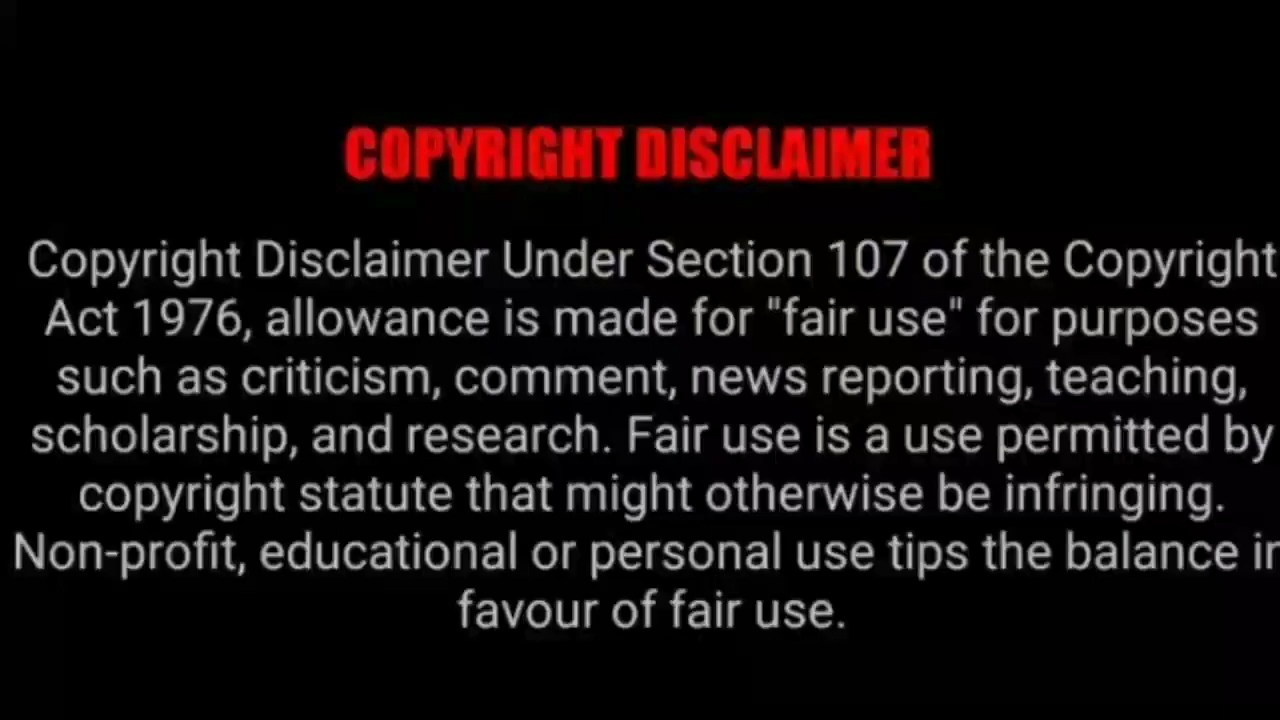 COPYRIGHT DISCLAIMER
Copyright Disclaimer Under Section 107 of the Copyright
Act 1976, allowance is made for "fair use" for purposes
such as criticism, comment, news reporting, teaching,
scholarship, and research. Fair use is a use permitted by
copyright statute that might otherwise be infringing.
Non-profit, educational or personal use tips the balance in
favour of fair use.